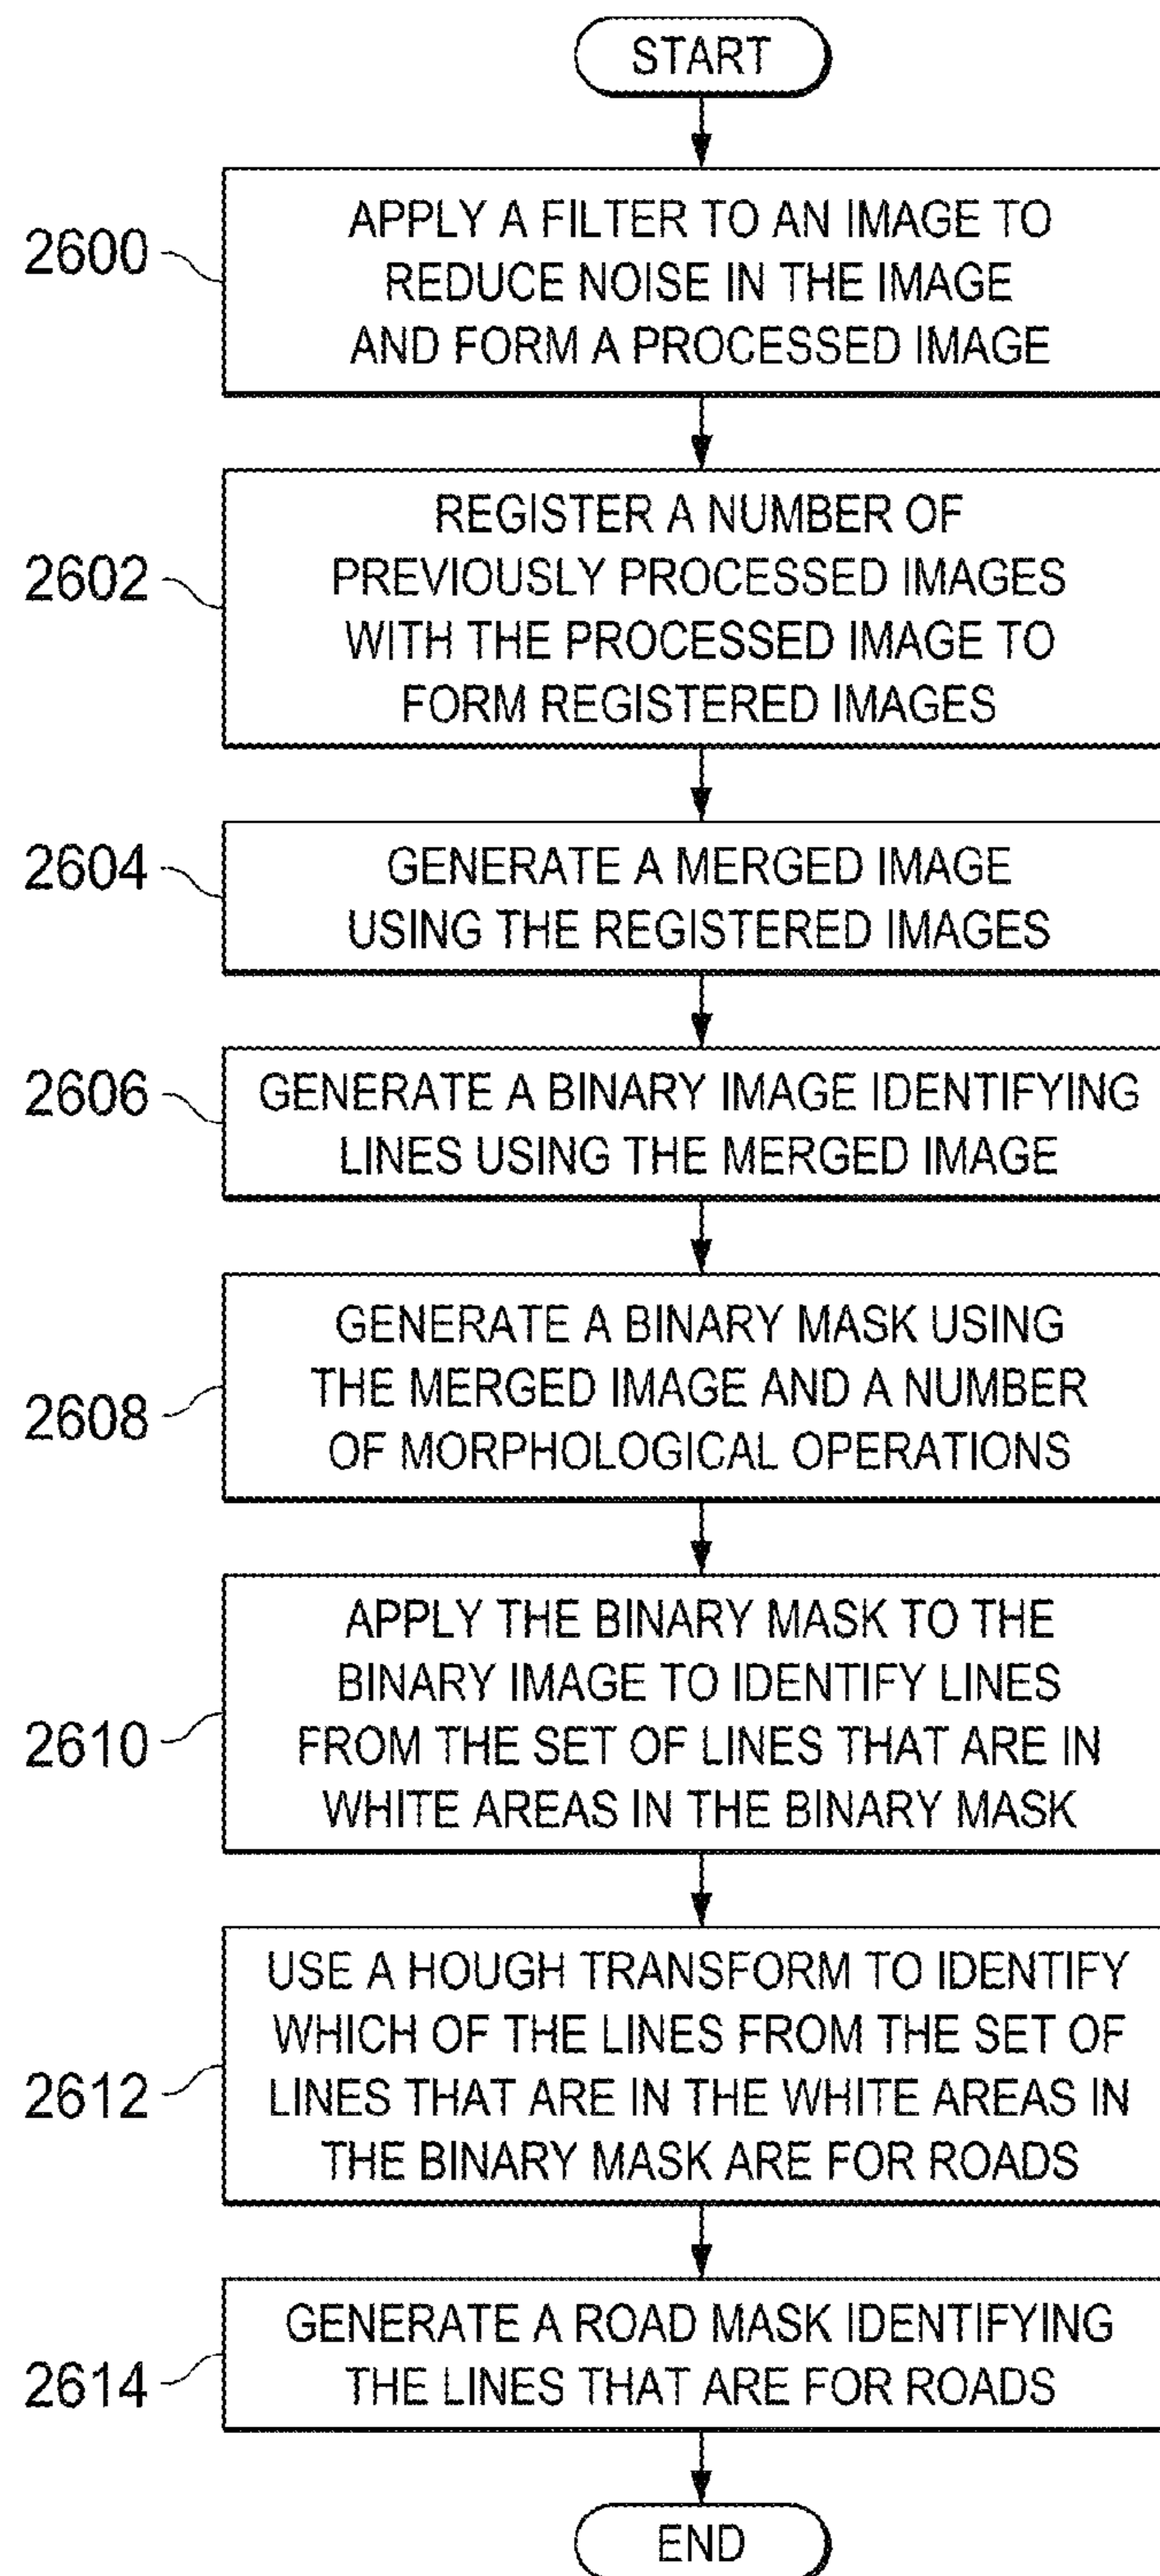 START
2600
APPLY A FILTER TO AN IMAGE TO
REDUCE NOISE IN THE IMAGE
AND FORM A PROCESSED IMAGE
2602
REGISTER A NUMBER OF
PREVIOUSLY PROCESSED IMAGES
WITH THE PROCESSED IMAGE TO
FORM REGISTERED IMAGES
2604
GENERATE A MERGED IMAGE
USING THE REGISTERED IMAGES
2606
GENERATE A BINARY IMAGE IDENTIFYING
LINES USING THE MERGED IMAGE
2608
GENERATE A BINARY MASK USING
THE MERGED IMAGE AND A NUMBER
OF MORPHOLOGICAL OPERATIONS
2610
APPLY THE BINARY MASK TO THE
BINARY IMAGE TO IDENTIFY LINES
FROM THE SET OF LINES THAT ARE IN
WHITE AREAS IN THE BINARY MASK
2612
USE A HOUGH TRANSFORM TO IDENTIFY
WHICH OF THE LINES FROM THE SET OF
LINES THAT ARE IN THE WHITE AREAS IN
THE BINARY MASK ARE FOR ROADS
2614
GENERATE A ROAD MASK IDENTIFYING
THE LINES THAT ARE FOR ROADS
END